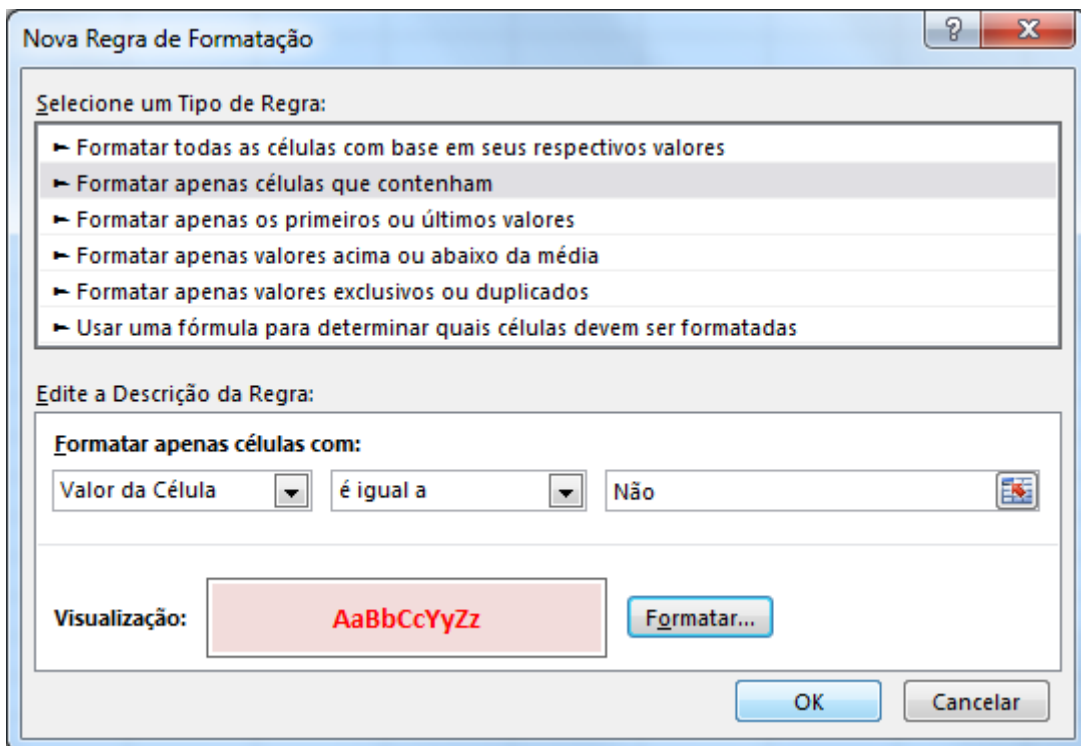 Nova Regra de Formatação
Selecione um Tipo de Regra:
► Formatar todas as células com base em seus respectivos valores
► Formatar apenas células que contenham
► Formatar apenas os primeiros ou últimos valores
► Formatar apenas valores acima ou abaixo da média
► Formatar apenas valores exclusivos ou duplicados
► Usar uma fórmula para determinar quais células devem ser formatadas
Edite a Descrição da Regra:
Formatar apenas células com:
Valor da Célula é igual a Não
Visualização: AaBbCcYyZz Formatar...
OK Cancelar